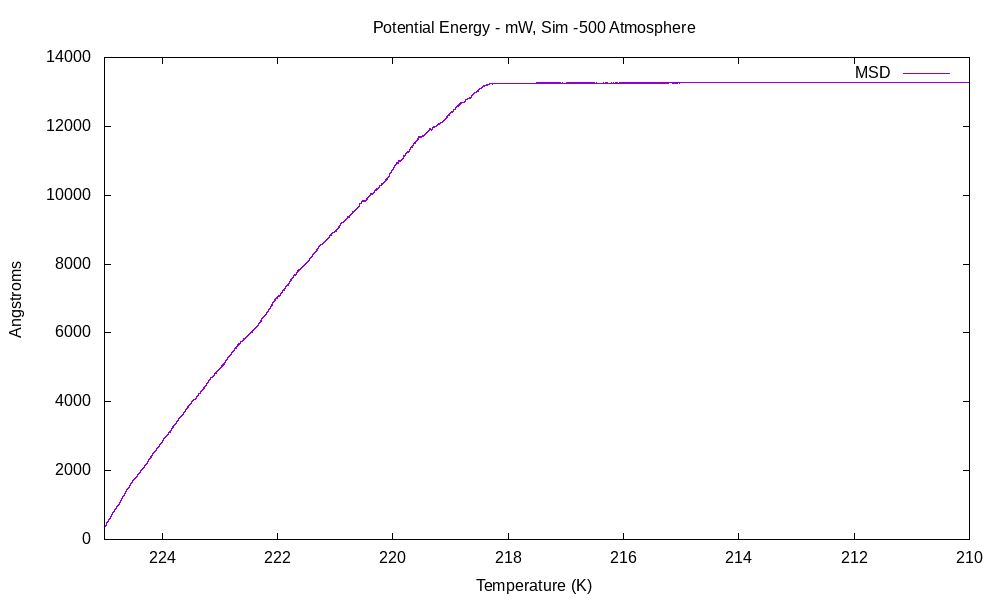 Potential Energy - mW, Sim -500 Atmosphere
14000
MSD
12000
10000
8000
Angstroms
6000
4000
2000
0
224 222 220 218 216 214 212 210
Temperature (K)